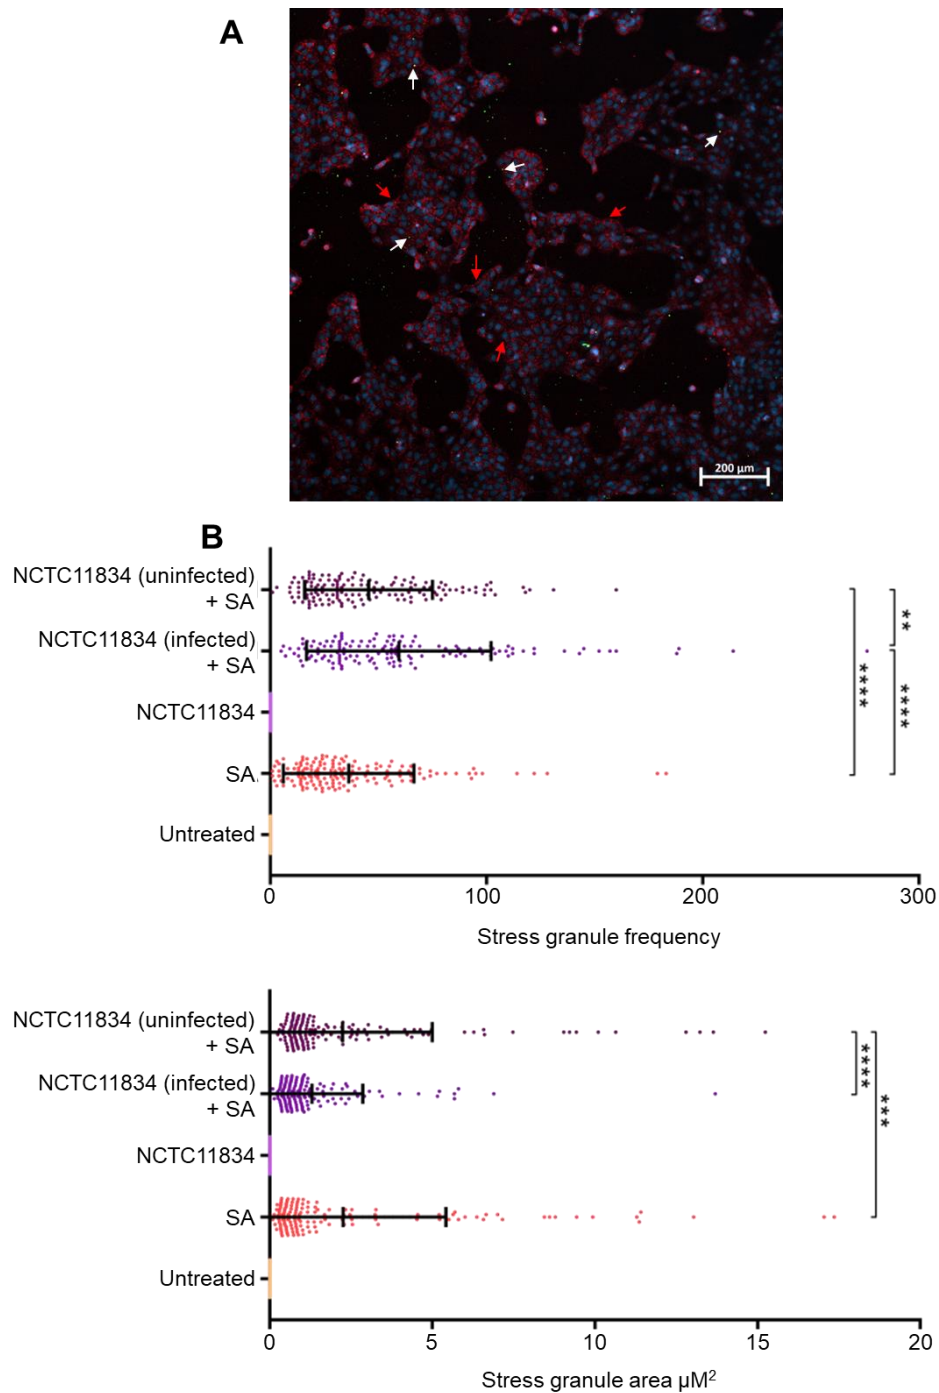 A
200 µm
B
NCTC11834 (uninfected)
+ SA
NCTC11834 (infected)
+ SA
NCTC11834
SA
Untreated
**
****
****
0 100 200 300
Stress granule frequency
NCTC11834 (uninfected)
+ SA
NCTC11834 (infected)
+ SA
NCTC11834
SA
Untreated
****
***
0 5 10 15 20
Stress granule area µM²